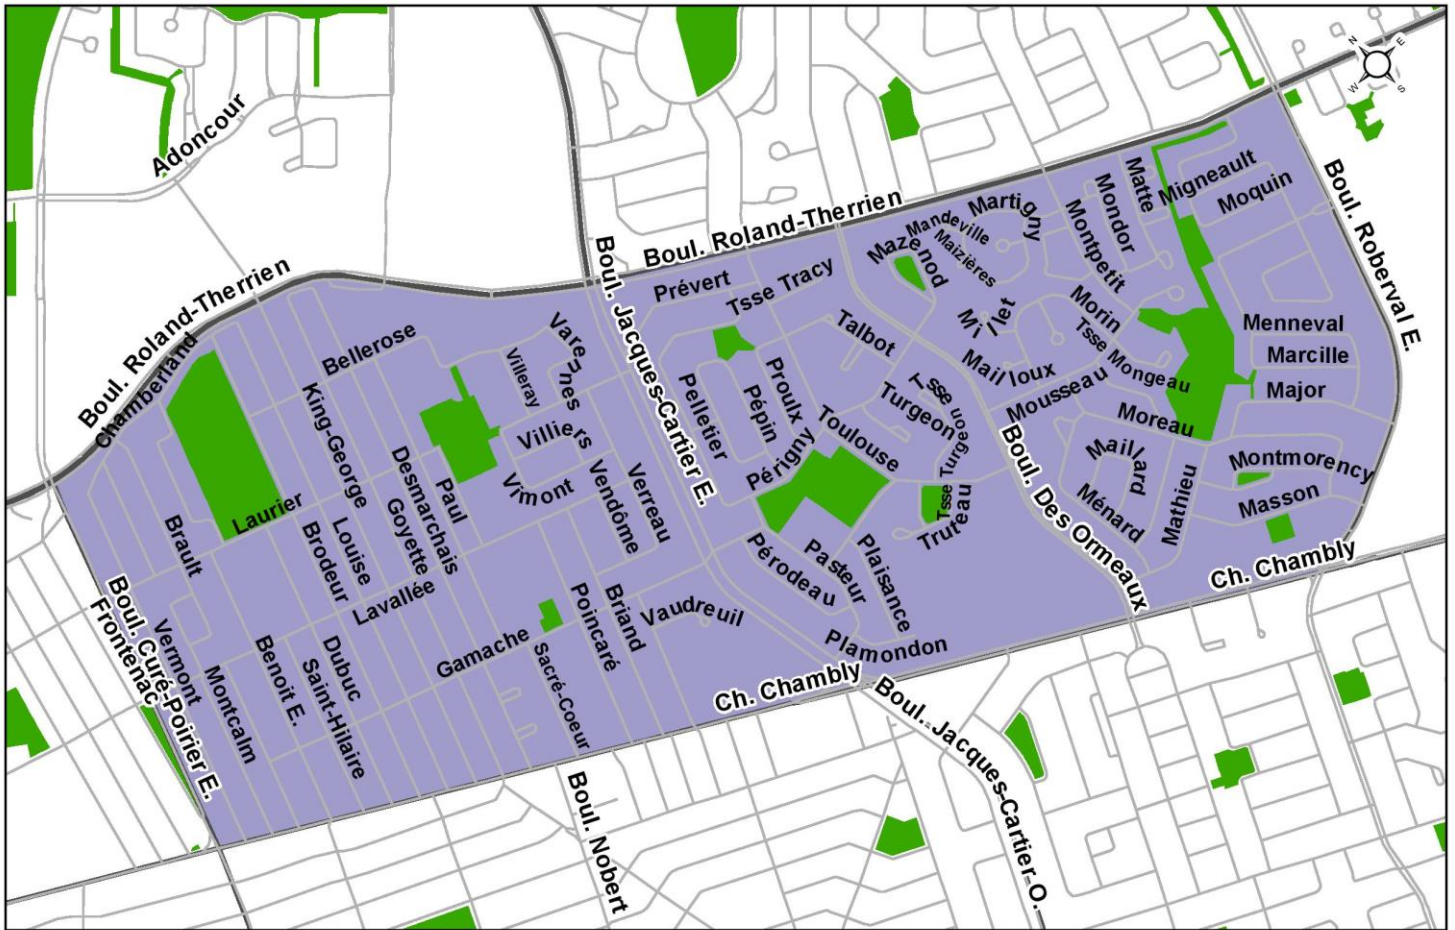 N
E
W
S
Adoncour
Boul. Roland-Therrien
Boul. Roland-Therrien
Boul. Roberval E.
Boul. Jacques-Cartier E.
Chamberland
Bellerose
King-George
Varennes
Villeray
Villiers
Vimont
Vendôme
Verreau
Laurier
Brault
Louise
Brodeur
Desmarchais
Goyette
Paul
Lavallée
Gamache
Boul. Curé-Poirier E.
Frontenac
Vermont
Montcalm
Benoit E.
Dubuc
Saint-Hilaire
Sacré-Coeur
Poincaré
Briand
Vaudreuil
Prévert
Tsse Tracy
Pelletier
Pépin
Proulx
Périgny
Toulouse
Talbot
Turgeon
Tsse Turgeon
Tsse Turgeon
Truteau
Pérodeau
Pasteur
Plaisance
Plamondon
Mazenod
Mandeville
Maizières
Martigny
Millet
Mailloux
Mousseau
Morin
Tsse Mongeau
Montpetit
Mondor
Matte
Migneault
Moquin
Menneval
Marcille
Major
Moreau
Maillard
Ménard
Mathieu
Montmorency
Masson
Boul. Des Ormeaux
Ch. Chambly
Ch. Chambly
Boul. Jacques-Cartier O.
Boul. Nobert